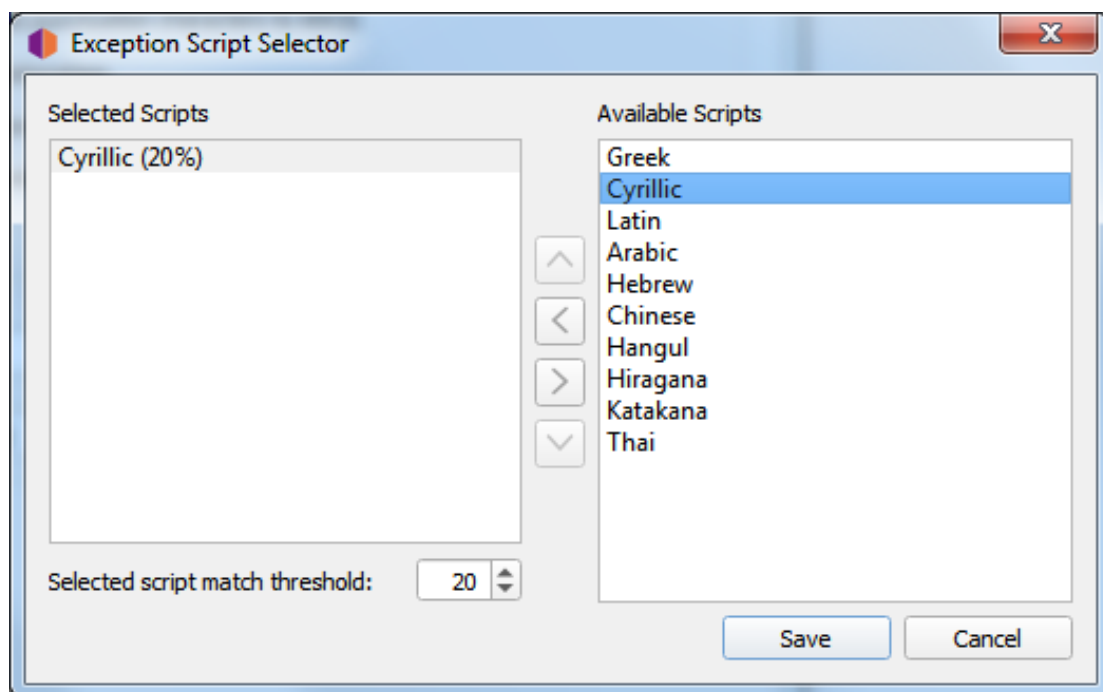 Exception Script Selector
Selected Scripts
Cyrillic (20%)
Selected script match threshold:
20
Available Scripts
Greek
Cyrillic
Latin
Arabic
Hebrew
Chinese
Hangul
Hiragana
Katakana
Thai
Save
Cancel